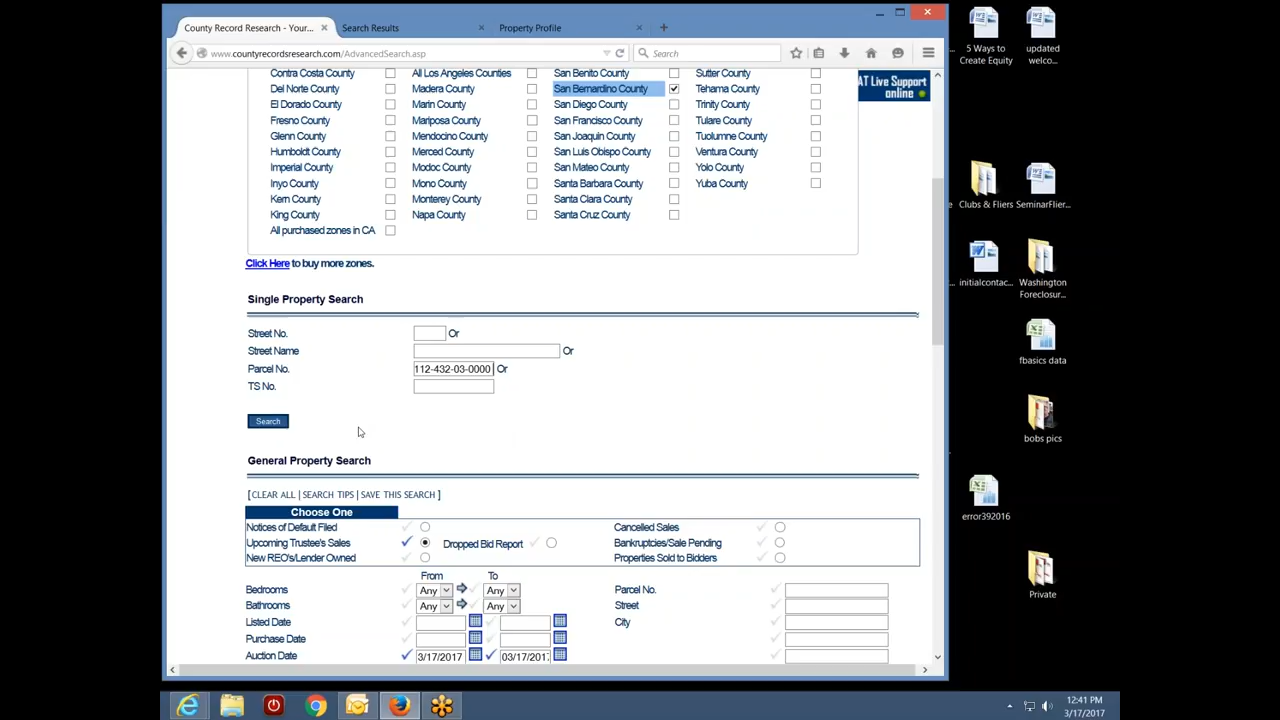 County Record Research - Your...
Search Results
Property Profile
www.countyrecordsresearch.com/AdvancedSearch.asp
Search
Contra Costa County
All Los Angeles Counties
San Benito County
Sutter County
Del Norte County
Madera County
San Bernardino County
Tehama County
El Dorado County
Marin County
San Diego County
Trinity County
Fresno County
Mariposa County
San Francisco County
Tulare County
Glenn County
Mendocino County
San Joaquin County
Tuolumne County
Humboldt County
Merced County
San Luis Obispo County
Ventura County
Imperial County
Modoc County
San Mateo County
Yolo County
Inyo County
Mono County
Santa Barbara County
Yuba County
Kern County
Monterey County
Santa Clara County
King County
Napa County
Santa Cruz County
All purchased zones in CA
AT Live Support
online
Click Here to buy more zones.
Single Property Search
Street No.
Or
Street Name
Or
Parcel No.
112-432-03-0000
Or
TS No.
Search
General Property Search
[CLEAR ALL | SEARCH TIPS | SAVE THIS SEARCH ]
Choose One
Notices of Default Filed
Cancelled Sales
Upcoming Trustee's Sales
Dropped Bid Report
Bankruptcies/Sale Pending
New REO's/Lender Owned
Properties Sold to Bidders
From
To
Bedrooms
Any
Any
Parcel No.
Bathrooms
Any
Any
Street
Listed Date
City
Purchase Date
Auction Date
3/17/2017
03/17/201
5 Ways to
Create Equity
updated
welco...
Clubs & Fliers
SeminarFlier...
initialcontac...
Washington
Foreclosur...
fbasics data
bobs pics
error392016
Private
12:41 PM
3/17/2017